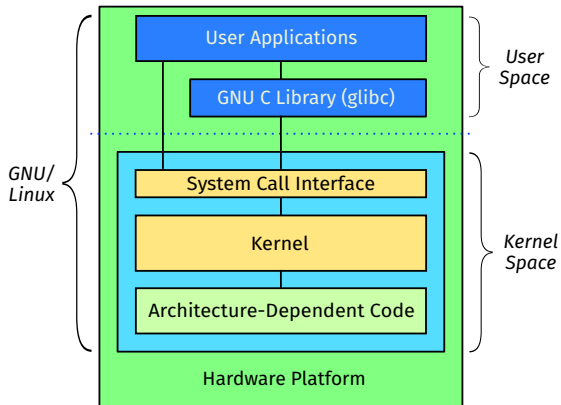 User Applications
User
Space
GNU C Library (glibc)
GNU/
Linux
System Call Interface
Kernel
Kernel
Space
Architecture-Dependent Code
Hardware Platform